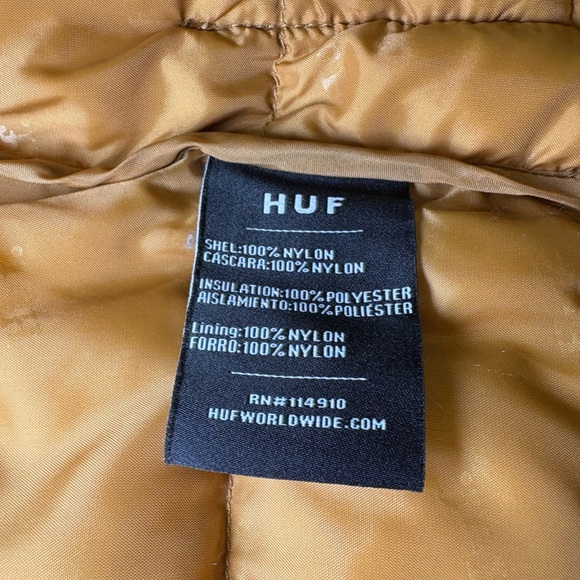 HUF
SHEL:100% NYLON
CÁSCARA:100% NYLON
INSULATION:100% POLYESTER
AISLAMIENTO:100% POLIÉSTER
Lining:100% NYLON
FORRO:100% NYLON
RN#114910
HUFWORLDWIDE.COM